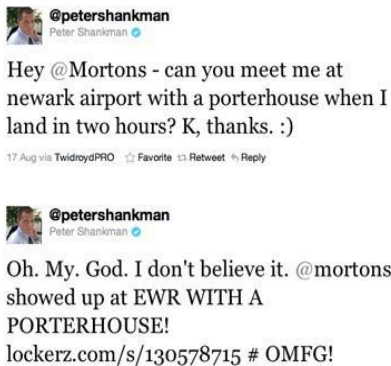 @petershankman
Peter Shankman
Hey @Mortons - can you meet me at
newark airport with a porterhouse when I
land in two hours? K, thanks. :)
17 Aug via TwidroydPRO Favorite Retweet Reply
@petershankman
Peter Shankman
Oh. My. God. I don't believe it. @mortons
showed up at EWR WITH A
PORTERHOUSE!
lockerz.com/s/130578715 # OMFG!